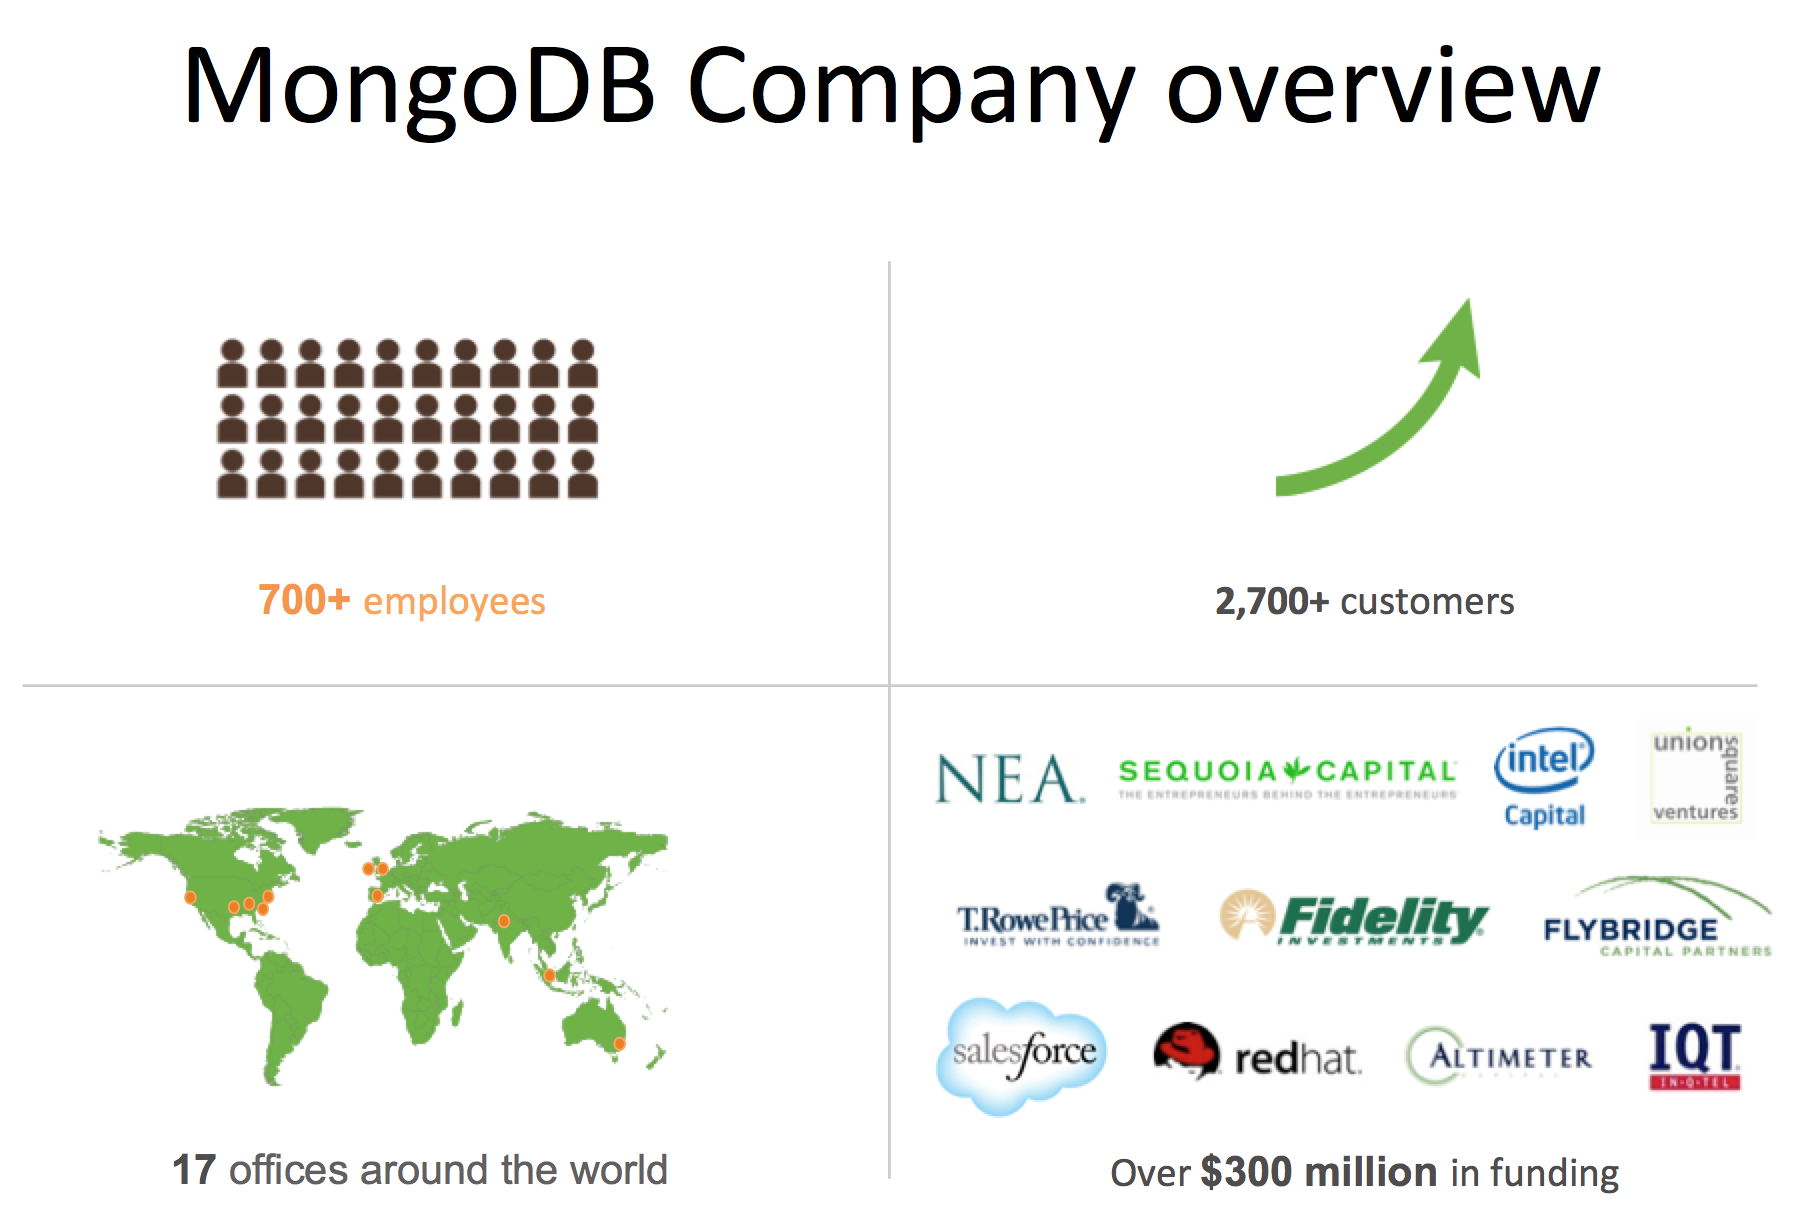 MongoDB Company overview
700+ employees
2,700+ customers
17 offices around the world
NEA.
SEQUOIA CAPITAL
THE ENTREPRENEURS BEHIND THE ENTREPRENEURS
intel
Capital
union
square
ventures
T.RowePrice
INVEST WITH CONFIDENCE
Fidelity
INVESTMENTS
FLYBRIDGE
CAPITAL PARTNERS
salesforce
redhat.
ALTIMETER
IQT
IN-Q-TEL
Over $300 million in funding